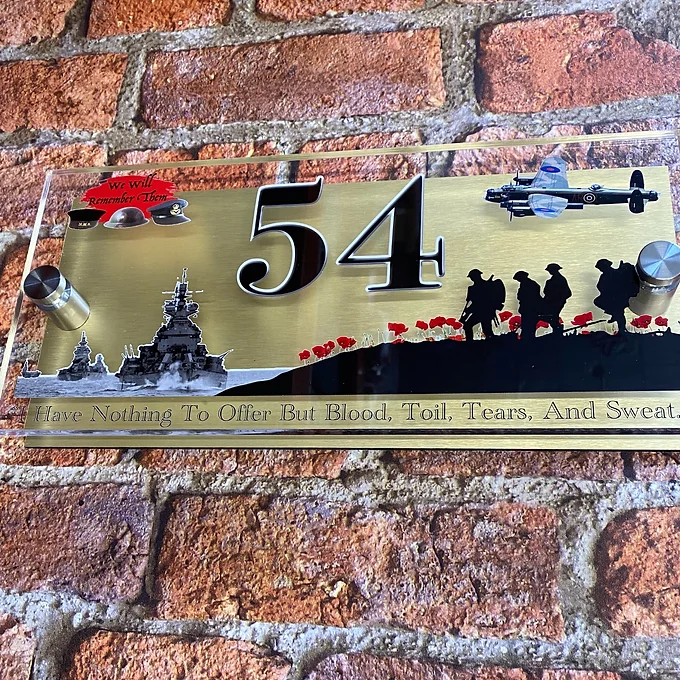 We Will
Remember Them
54
Have Nothing To Offer But Blood, Toil, Tears, And Sweat.